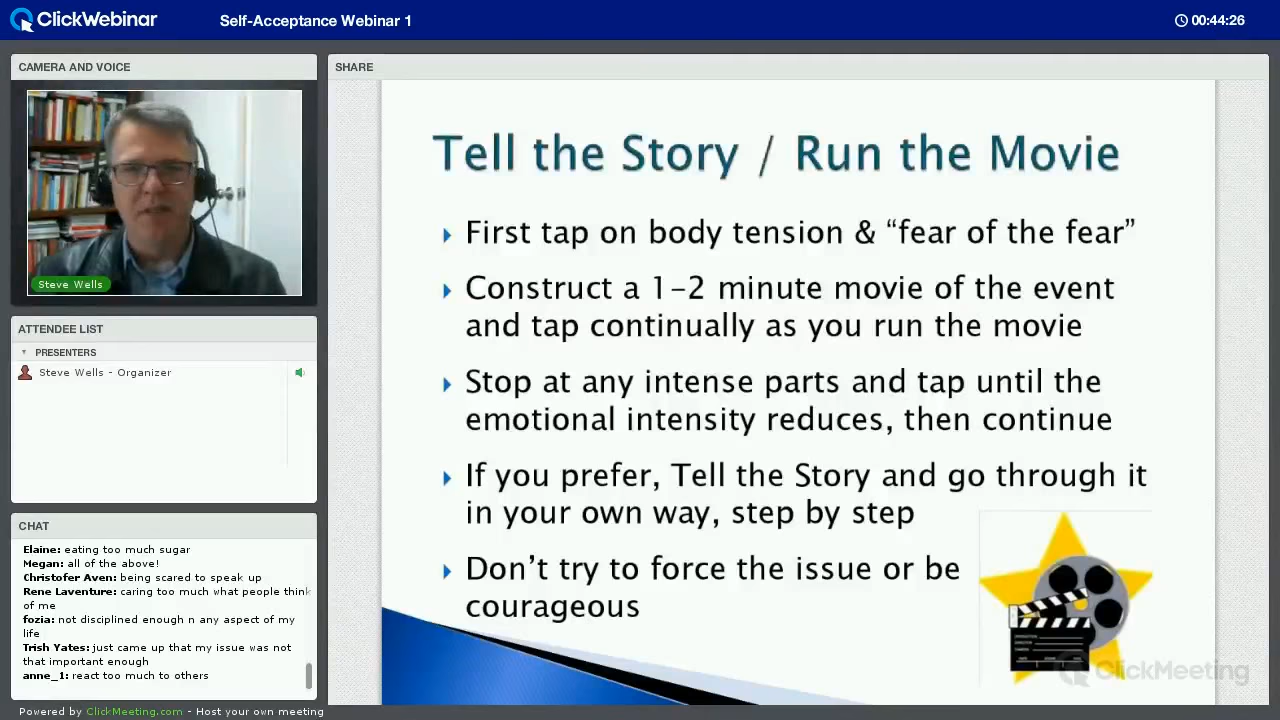 ClickWebinar
Self-Acceptance Webinar 1
00:44:26
CAMERA AND VOICE
Steve Wells
ATTENDEE LIST
PRESENTERS
Steve Wells - Organizer
CHAT
Elaine: eating too much sugar
Megan: all of the above!
Christofer Aven: being scared to speak up
Rene Laventure: caring too much what people think
of me
fozia: not disciplined enough n any aspect of my
life
Trish Yates: just came up that my issue was not
that important enough
anne_1: react too much to others
SHARE
Tell the Story / Run the Movie
First tap on body tension & “fear of the fear”
Construct a 1-2 minute movie of the event
and tap continually as you run the movie
Stop at any intense parts and tap until the
emotional intensity reduces, then continue
If you prefer, Tell the Story and go through it
in your own way, step by step
Don’t try to force the issue or be
courageous
ClickMeeting
Powered by ClickMeeting.com - Host your own meeting